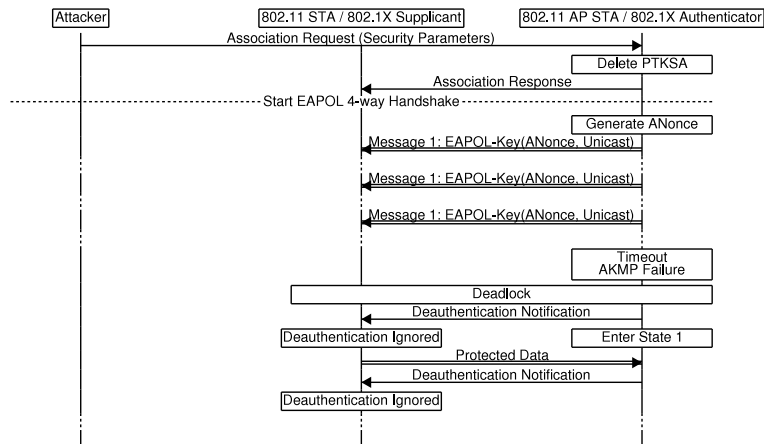 Attacker
802.11 STA / 802.1X Supplicant
802.11 AP STA / 802.1X Authenticator
Association Request (Security Parameters)
Delete PTKSA
Association Response
Start EAPOL 4-way Handshake
Generate ANonce
Message 1: EAPOL-Key(ANonce, Unicast)
Message 1: EAPOL-Key(ANonce, Unicast)
Message 1: EAPOL-Key(ANonce, Unicast)
Timeout
AKMP Failure
Deadlock
Deauthentication Notification
Deauthentication Ignored
Enter State 1
Protected Data
Deauthentication Notification
Deauthentication Ignored